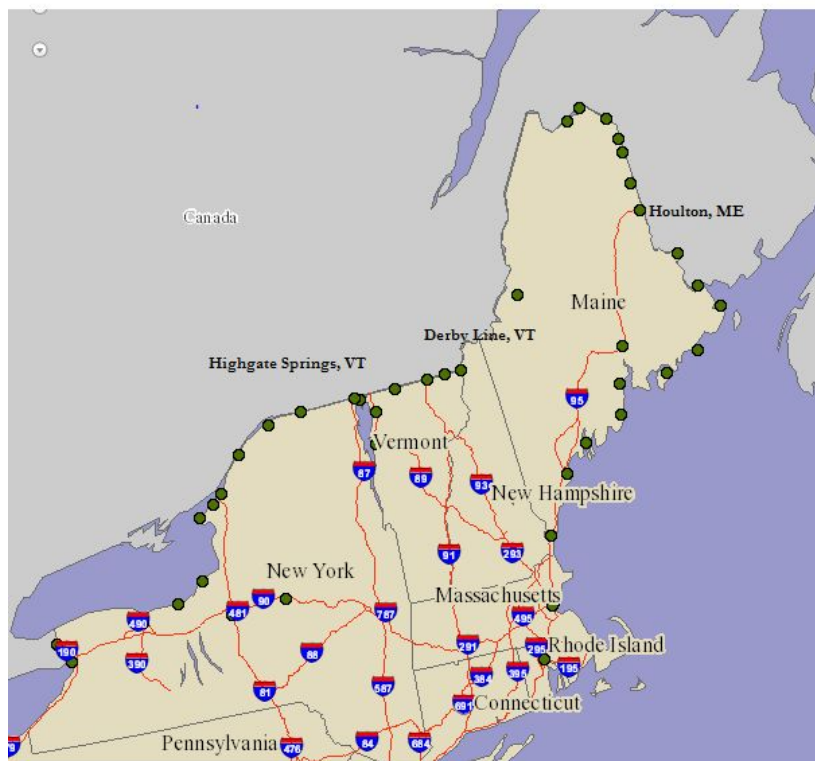 Canada
Houlton, ME
Maine
Derby Line, VT
Highgate Springs, VT
95
Vermont
87
89
93
New Hampshire
91
293
New York
90
Massachusetts
481
787
490
495
190
88
291
295
Rhode Island
390
395
195
384
81
587
691
Connecticut
Pennsylvania
476
84
684
79